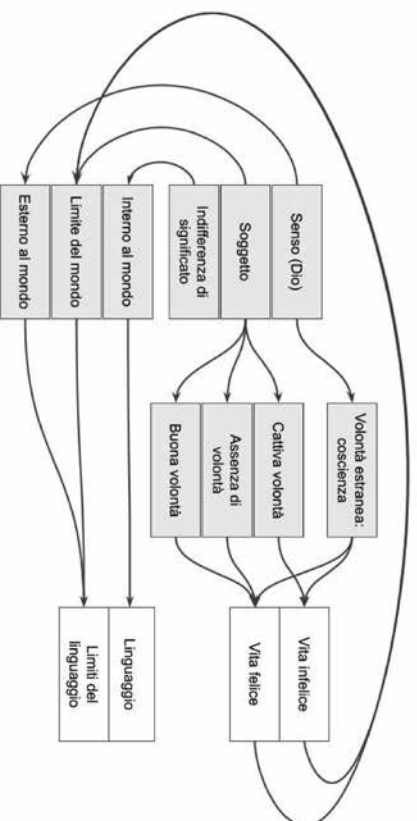 Senso (Dio)
Soggetto
Indifferenza di
significato
Interno al mondo
Limite del mondo
Esterno al mondo
Volontà estranea:
coscienza
Cattiva volontà
Assenza di
volontà
Buona volontà
Vita infelice
Vita felice
Linguaggio
Limiti del
linguaggio